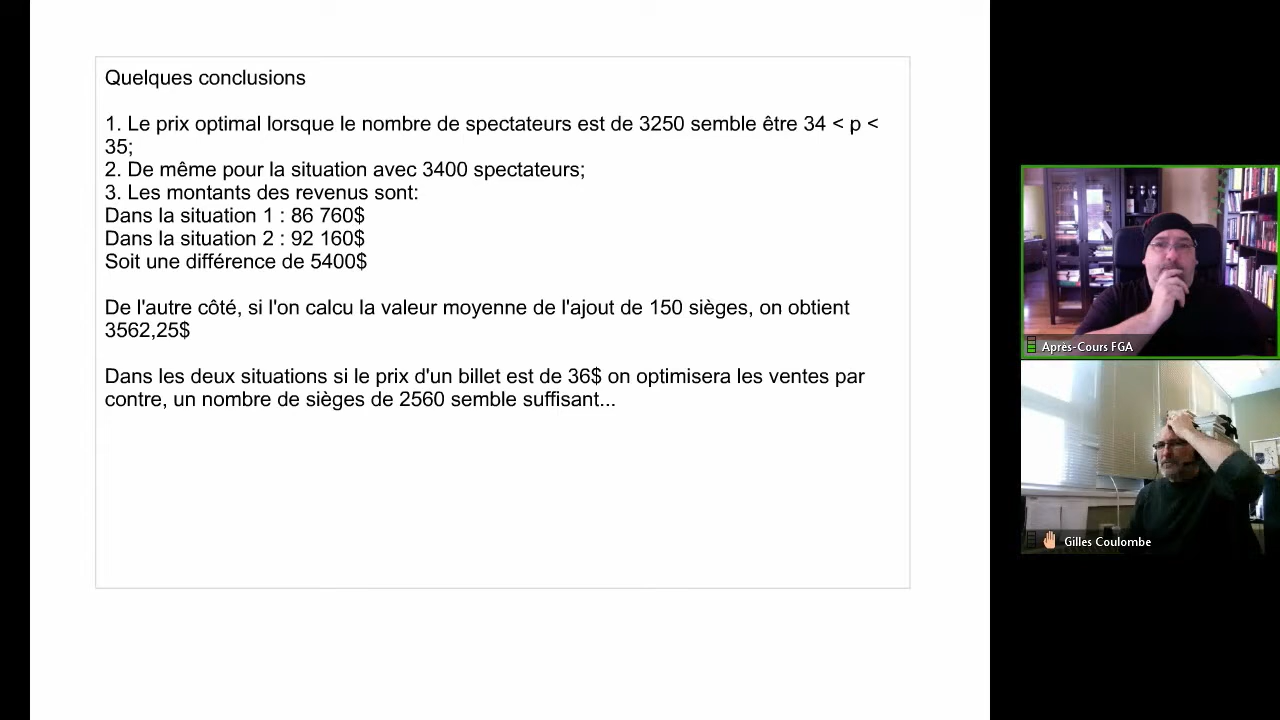 Quelques conclusions
1. Le prix optimal lorsque le nombre de spectateurs est de 3250 semble être 34 < p <
35;
2. De même pour la situation avec 3400 spectateurs;
3. Les montants des revenus sont:
Dans la situation 1 : 86 760$
Dans la situation 2 : 92 160$
Soit une différence de 5400$
De l'autre côté, si l'on calcu la valeur moyenne de l'ajout de 150 sièges, on obtient
3562,25$
Dans les deux situations si le prix d'un billet est de 36$ on optimisera les ventes par
contre, un nombre de sièges de 2560 semble suffisant...
Après-Cours FGA
Gilles Coulombe